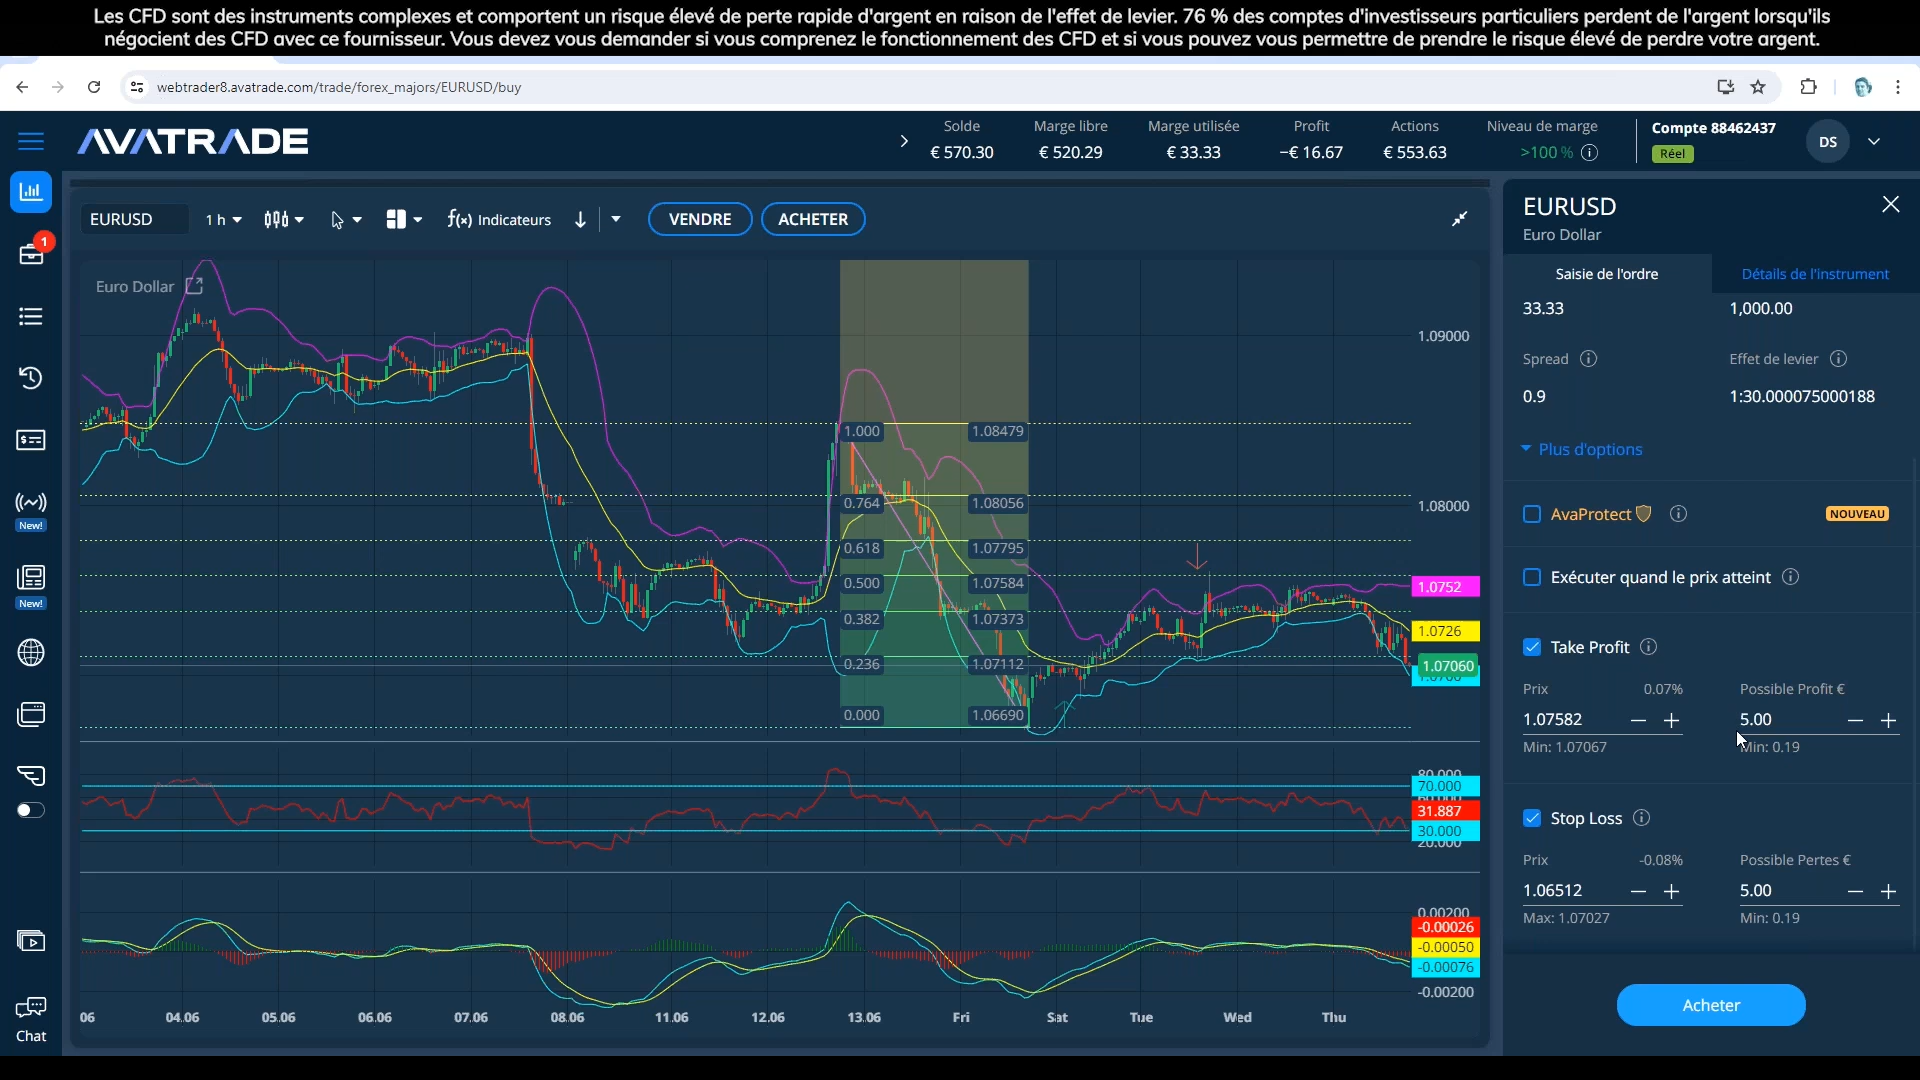 Les CFD sont des instruments complexes et comportent un risque élevé de perte rapide d'argent en raison de l'effet de levier. 76 % des comptes d'investisseurs particuliers perdent de l'argent lorsqu'ils
négocient des CFD avec ce fournisseur. Vous devez vous demander si vous comprenez le fonctionnement des CFD et si vous pouvez vous permettre de prendre le risque élevé de perdre votre argent.
webtrader8.avatrade.com/trade/forex_majors/EURUSD/buy
AVATRADE
Solde Marge libre Marge utilisée Profit Actions Niveau de marge
€ 570.30 € 520.29 € 33.33 −€ 16.67 € 553.63 >100 %
Compte 88462437
Réel
DS
1
New!
New!
Chat
EURUSD 1 h f(x) Indicateurs VENDRE ACHETER
Euro Dollar
1.09000
1.000 1.08479
0.764 1.08056
1.08000
0.618 1.07795
0.500 1.07584
1.0752
0.382 1.07373
1.0726
0.236 1.07112
1.07060
0.000 1.06690
80.000
70.000
31.887
30.000
20.000
0.00200
-0.00026
-0.00050
-0.00076
-0.00200
06 04.06 05.06 06.06 07.06 08.06 11.06 12.06 13.06 Fri Sat Tue Wed Thu
EURUSD
Euro Dollar
Saisie de l'ordre Détails de l'instrument
33.33 1,000.00
Spread Effet de levier
0.9 1:30.000075000188
Plus d'options
AvaProtect NOUVEAU
Exécuter quand le prix atteint
Take Profit
Prix 0.07% Possible Profit €
1.07582 − + 5.00 − +
Min: 1.07067 Min: 0.19
Stop Loss
Prix -0.08% Possible Pertes €
1.06512 − + 5.00 − +
Max: 1.07027 Min: 0.19
Acheter